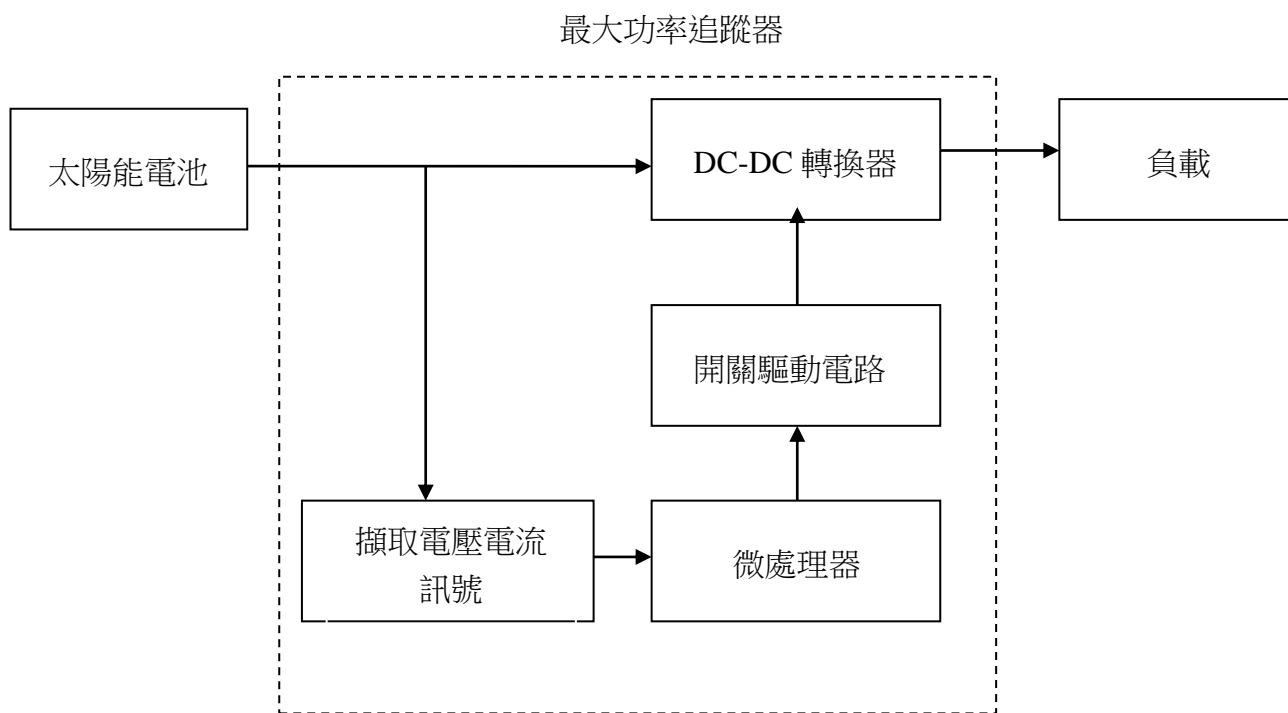 最大功率追蹤器
太陽能電池
DC-DC 轉換器
負載
開關驅動電路
擷取電壓電流
訊號
微處理器